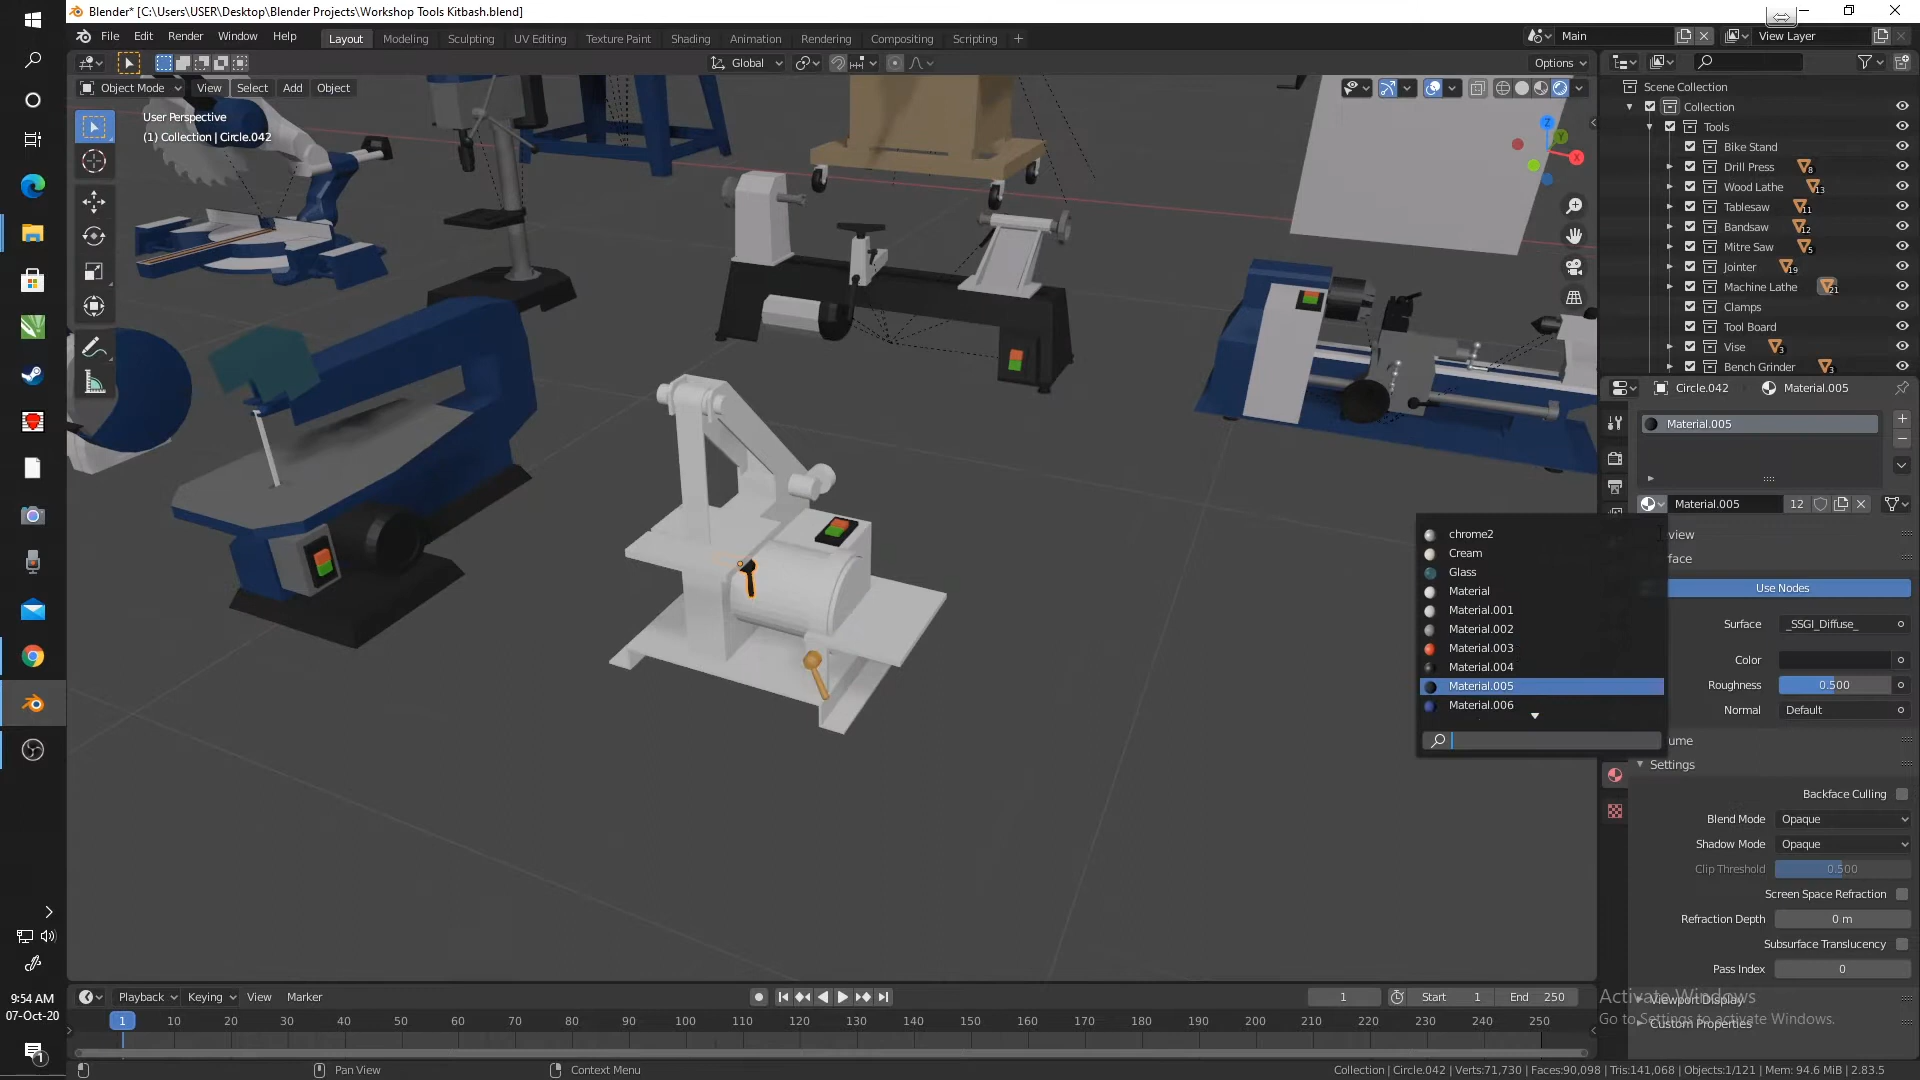 Blender* [C:\Users\USER\Desktop\Blender Projects\Workshop Tools Kitbash.blend]
File Edit Render Window Help
Layout Modeling Sculpting UV Editing Texture Paint Shading Animation Rendering Compositing Scripting +
Main
View Layer
Global
Options
Object Mode View Select Add Object
User Perspective
(1) Collection | Circle.042
Z
Y
X
Scene Collection
Collection
Tools
Bike Stand
Drill Press 8
Wood Lathe 13
Tablesaw 11
Bandsaw 12
Mitre Saw 5
Jointer 19
Machine Lathe 21
Clamps
Tool Board
Vise 3
Bench Grinder 3
Circle.042 Material.005
Material.005
Material.005 12
chrome2
Cream
Glass
Material
Material.001
Material.002
Material.003
Material.004
Material.005
Material.006
view
face
Use Nodes
Surface _SSGI_Diffuse_
Color
Roughness 0.500
Normal Default
ume
Settings
Backface Culling
Blend Mode Opaque
Shadow Mode Opaque
Clip Threshold 0.500
Screen Space Refraction
Refraction Depth 0 m
Subsurface Translucency
Pass Index 0
Viewport Display
Custom Properties
Activate Windows
Go to Settings to activate Windows.
Playback Keying View Marker
1 Start 1 End 250
1 10 20 30 40 50 60 70 80 90 100 110 120 130 140 150 160 170 180 190 200 210 220 230 240 250
Pan View
Context Menu
Collection | Circle.042 | Verts:71,730 | Faces:90,098 | Tris:141,068 | Objects:1/121 | Mem: 94.6 MiB | 2.83.5
9:54 AM
07-Oct-20
1